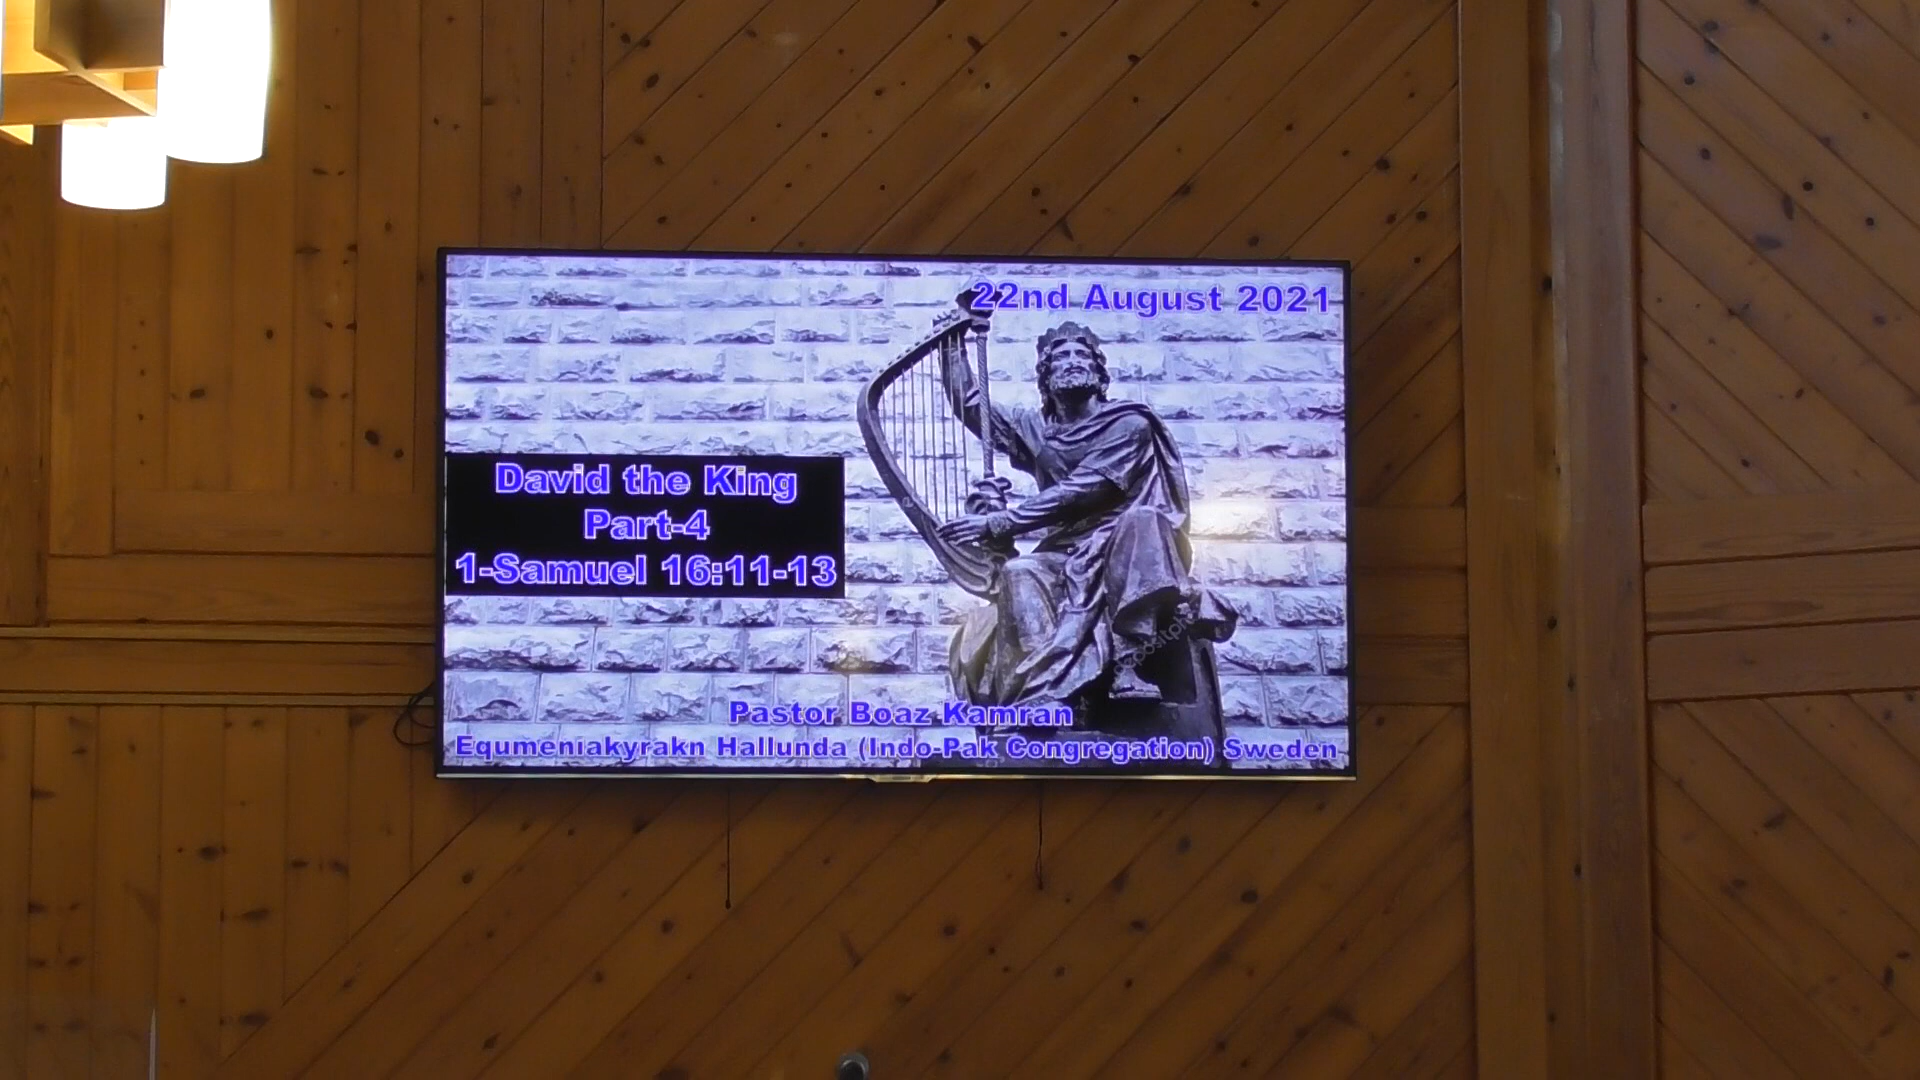 22nd August 2021
David the King
Part-4
1-Samuel 16:11-13
Pastor Boaz Kamran
Equmeniakyrakn Hallunda (Indo-Pak Congregation) Sweden